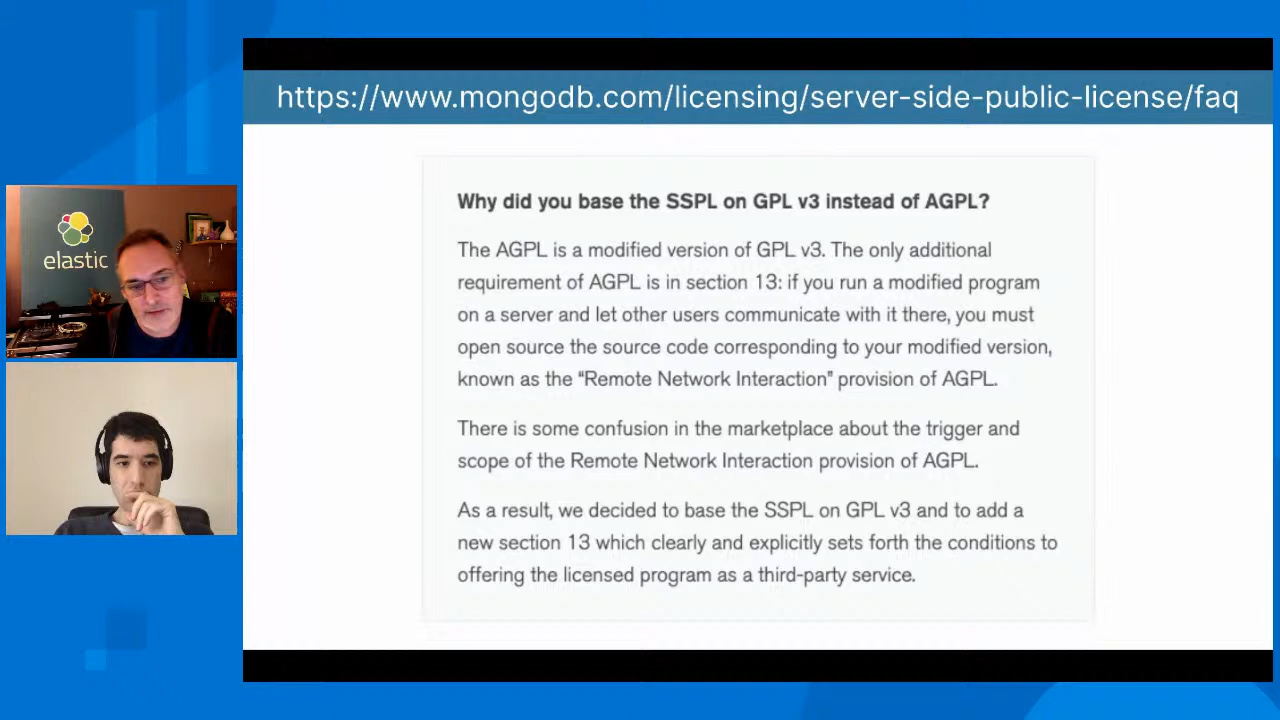 https://www.mongodb.com/licensing/server-side-public-license/faq
elastic
Why did you base the SSPL on GPL v3 instead of AGPL?
The AGPL is a modified version of GPL v3. The only additional
requirement of AGPL is in section 13: if you run a modified program
on a server and let other users communicate with it there, you must
open source the source code corresponding to your modified version,
known as the “Remote Network Interaction” provision of AGPL.
There is some confusion in the marketplace about the trigger and
scope of the Remote Network Interaction provision of AGPL.
As a result, we decided to base the SSPL on GPL v3 and to add a
new section 13 which clearly and explicitly sets forth the conditions to
offering the licensed program as a third-party service.